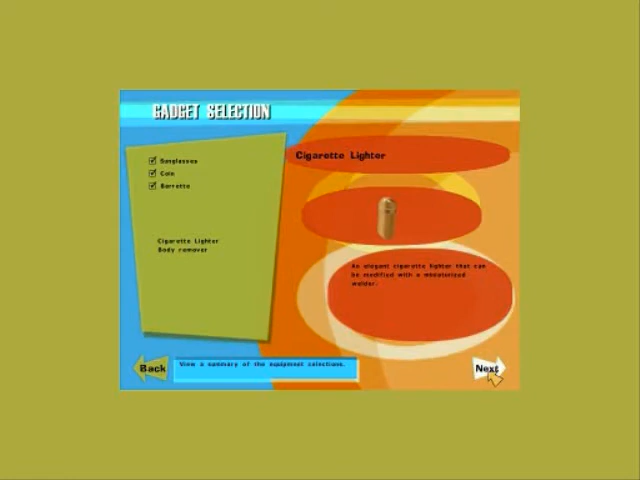 GADGET SELECTION
Sunglasses
Coin
Barrette
Cigarette Lighter
Body remover
Cigarette Lighter
An elegant cigarette lighter that can
be modified with a miniaturized
welder.
Back
View a summary of the equipment selections.
Next